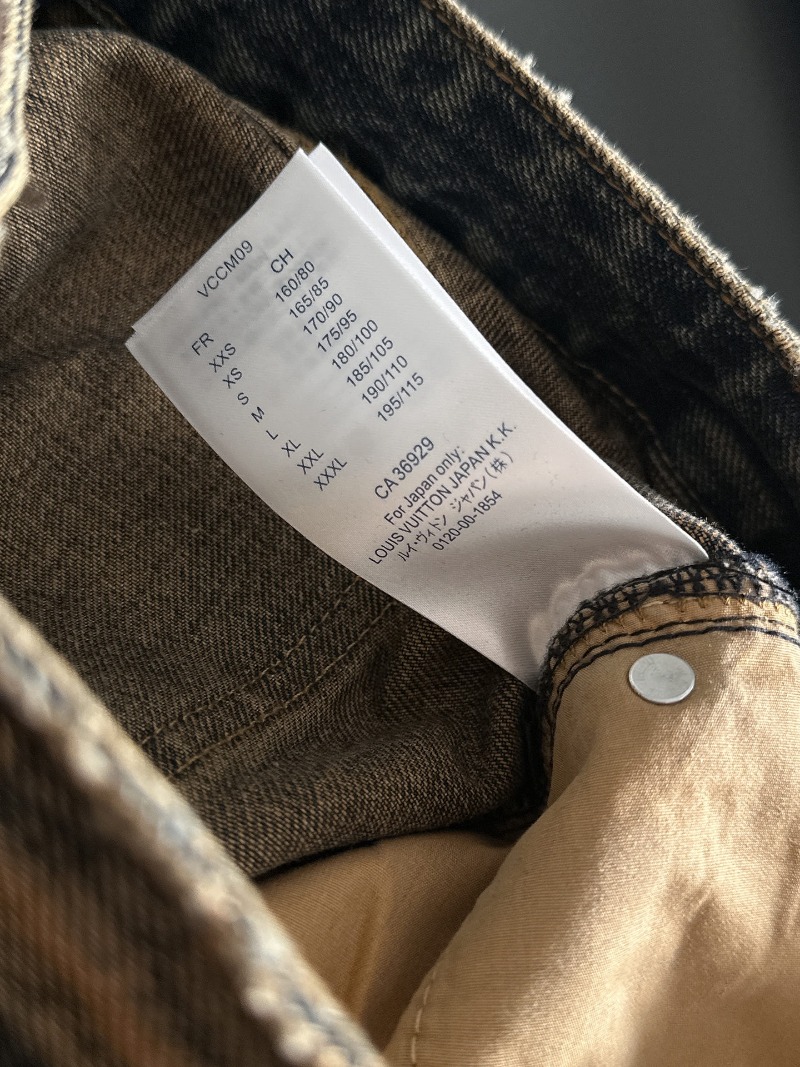 VCCM09
FR CH
XXS 160/80
XS 165/85
S 170/90
M 175/95
L 180/100
XL 185/105
XXL 190/110
XXXL 195/115
CA 36929
For Japan only:
LOUIS VUITTON JAPAN K.K.
ルイ・ヴィトン ジャパン(株)
0120-00-1854